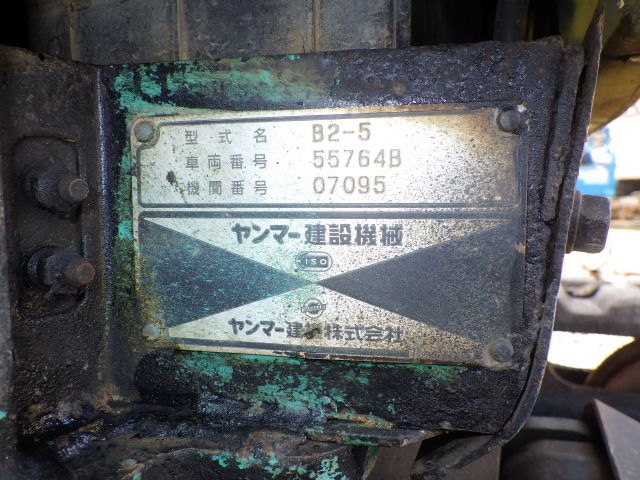 型式名 B2-5
車両番号 55764B
機関番号 07095
ヤンマー建設機械
ISO
ヤンマー建機株式会社